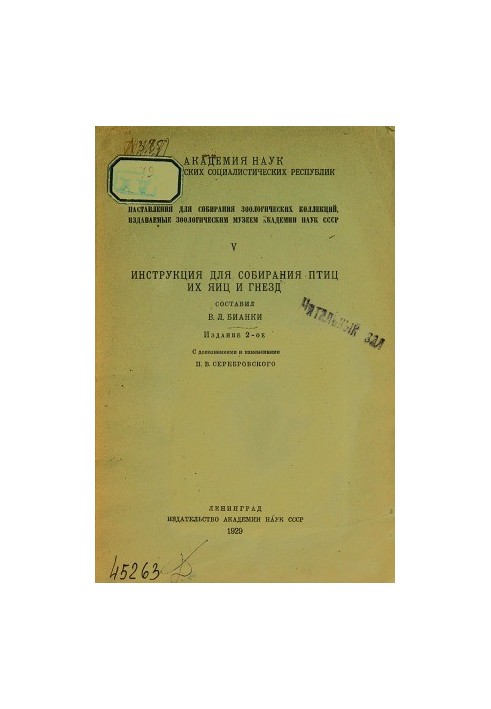 АКАДЕМИЯ НАУК
СКИХ СОЦИАЛИСТИЧЕСКИХ РЕСПУБЛИК
НАСТАВЛЕНИЯ ДЛЯ СОБИРАНИЯ ЗООЛОГИЧЕСКИХ КОЛЛЕКЦИЙ,
ИЗДАВАЕМЫЕ ЗООЛОГИЧЕСКИМ МУЗЕЕМ АКАДЕМИИ НАУК СССР
V
ИНСТРУКЦИЯ ДЛЯ СОБИРАНИЯ ПТИЦ
ИХ ЯИЦ И ГНЕЗД
СОСТАВИЛ
В. Л. БИАНКИ
Издание 2-ое
С дополнениями и изменениями
П. В. СЕРЕБРОВСКОГО
Читальный зал
ЛЕНИНГРАД
ИЗДАТЕЛЬСТВО АКАДЕМИИ НАУК СССР
1929
45263